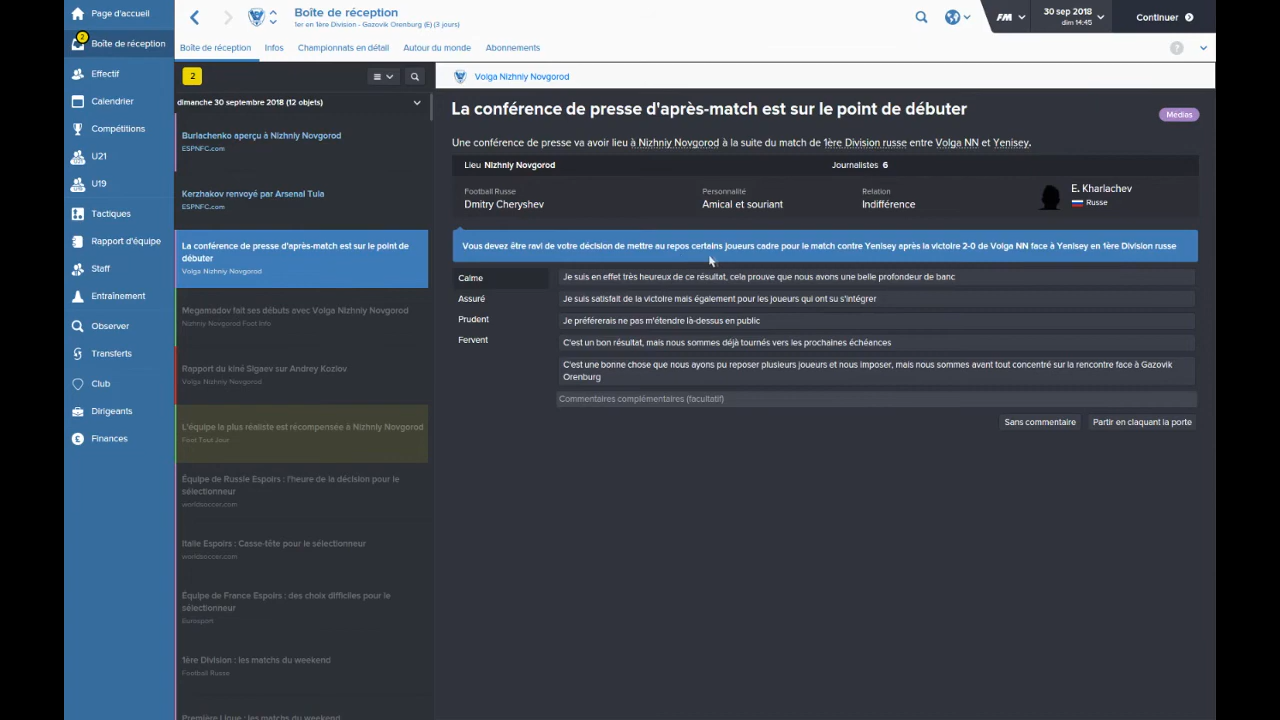 Page d'accueil
Boîte de réception
1er en 1ère Division - Gazovik Orenburg (E) (3 jours)
FM
30 sep 2018
dim 14:45
Continuer
2
Boîte de réception
Boîte de réception
Infos
Championnats en détail
Autour du monde
Abonnements
?
Effectif
Calendrier
Compétitions
U21
U19
Tactiques
Rapport d'équipe
Staff
Entraînement
Observer
Transferts
Club
Dirigeants
Finances
2
dimanche 30 septembre 2018 (12 objets)
Burlachenko aperçu à Nizhniy Novgorod
ESPNFC.com
Kerzhakov renvoyé par Arsenal Tula
ESPNFC.com
La conférence de presse d'après-match est sur le point de
débuter
Volga Nizhniy Novgorod
Megamadov fait ses débuts avec Volga Nizhniy Novgorod
Nizhniy Novgorod Foot Info
Rapport du kiné Sigaev sur Andrey Kozlov
Volga Nizhniy Novgorod
L'équipe la plus réaliste est récompensée à Nizhniy Novgorod
Foot Tout Jour
Équipe de Russie Espoirs : l'heure de la décision pour le
sélectionneur
worldsoccer.com
Italie Espoirs : Casse-tête pour le sélectionneur
worldsoccer.com
Équipe de France Espoirs : des choix difficiles pour le
sélectionneur
Eurosport
1ère Division : les matchs du weekend
Football Russe
Première Ligue : les matchs du weekend
Volga Nizhniy Novgorod
La conférence de presse d'après-match est sur le point de débuter
Médias
Une conférence de presse va avoir lieu à Nizhniy Novgorod à la suite du match de 1ère Division russe entre Volga NN et Yenisey.
Lieu Nizhniy Novgorod
Journalistes 6
Football Russe
Dmitry Cheryshev
Personnalité
Amical et souriant
Relation
Indifférence
E. Kharlachev
Russe
Vous devez être ravi de votre décision de mettre au repos certains joueurs cadre pour le match contre Yenisey après la victoire 2-0 de Volga NN face à Yenisey en 1ère Division russe
Calme
Assuré
Prudent
Fervent
Je suis en effet très heureux de ce résultat, cela prouve que nous avons une belle profondeur de banc
Je suis satisfait de la victoire mais également pour les joueurs qui ont su s'intégrer
Je préférerais ne pas m'étendre là-dessus en public
C'est un bon résultat, mais nous sommes déjà tournés vers les prochaines échéances
C'est une bonne chose que nous ayons pu reposer plusieurs joueurs et nous imposer, mais nous sommes avant tout concentré sur la rencontre face à Gazovik
Orenburg
Commentaires complémentaires (facultatif)
Sans commentaire
Partir en claquant la porte